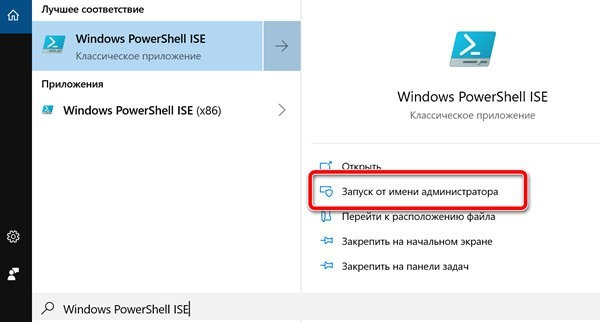 Лучшее соответствие
Windows PowerShell ISE
Классическое приложение
Приложения
Windows PowerShell ISE (x86)
Windows PowerShell ISE
Классическое приложение
Открыть
Запуск от имени администратора
Перейти к расположению файла
Закрепить на начальном экране
Закрепить на панели задач
Windows PowerShell ISE